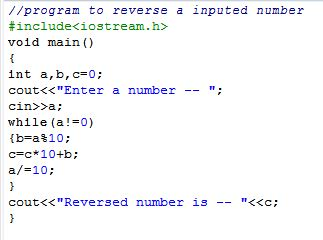 //program to reverse a inputed number
#include<iostream.h>
void main()
{
int a,b,c=0;
cout<<"Enter a number -- ";
cin>>a;
while(a!=0)
{b=a%10;
c=c*10+b;
a/=10;
}
cout<<"Reversed number is -- "<<c;
}